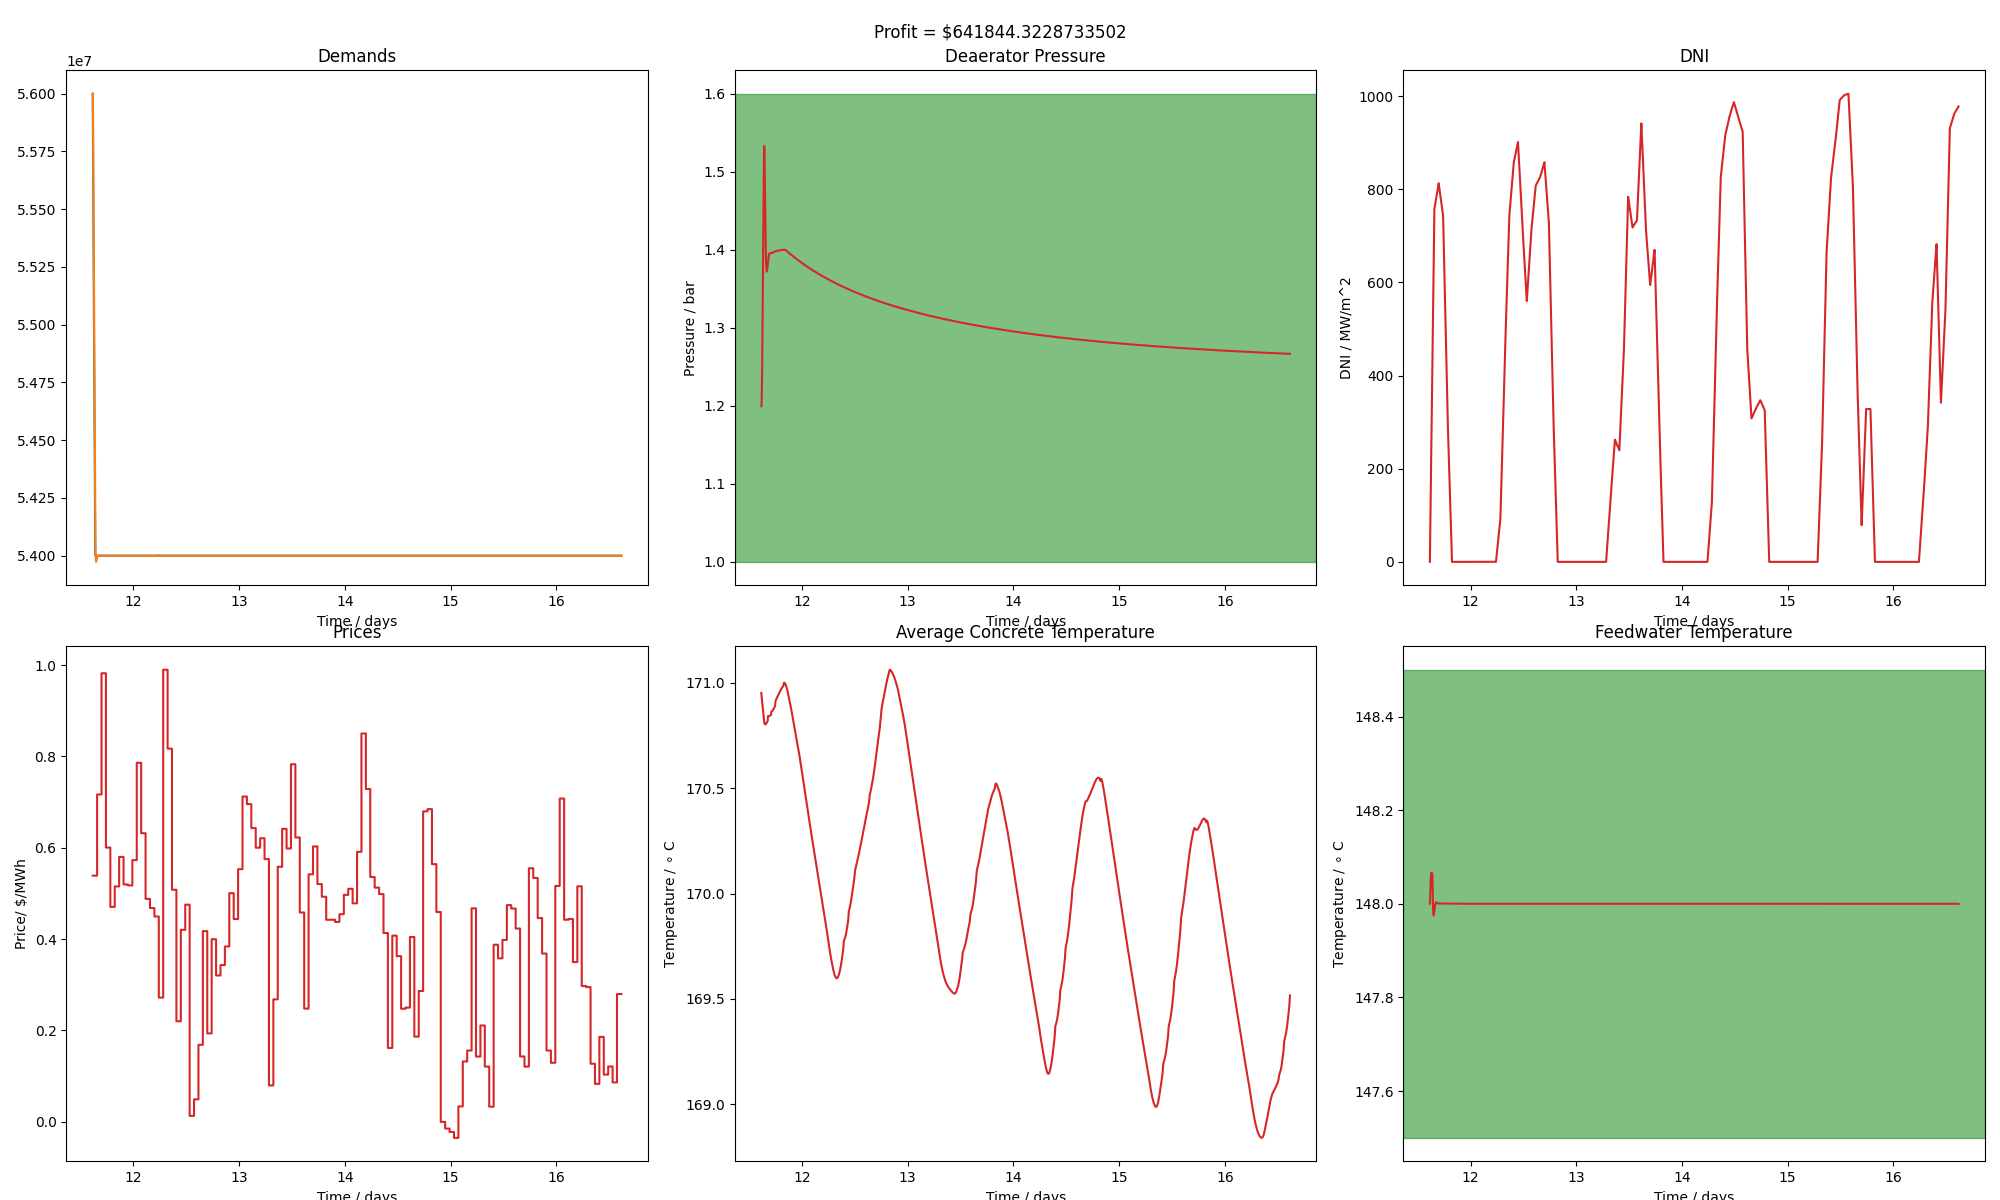 Profit = $641844.3228733502
Demands
1e7
5.600
5.575
5.550
5.525
5.500
5.475
5.450
5.425
5.400
12 13 14 15 16
Time / days
Deaerator Pressure
Pressure / bar
1.6
1.5
1.4
1.3
1.2
1.1
1.0
12 13 14 15 16
Time / days
DNI
DNI / MW/m^2
1000
800
600
400
200
0
12 13 14 15 16
Time / days
Prices
Price/ $/MWh
1.0
0.8
0.6
0.4
0.2
0.0
12 13 14 15 16
Time / days
Average Concrete Temperature
Temperature / ∘ C
171.0
170.5
170.0
169.5
169.0
12 13 14 15 16
Time / days
Feedwater Temperature
Temperature / ∘ C
148.4
148.2
148.0
147.8
147.6
12 13 14 15 16
Time / days